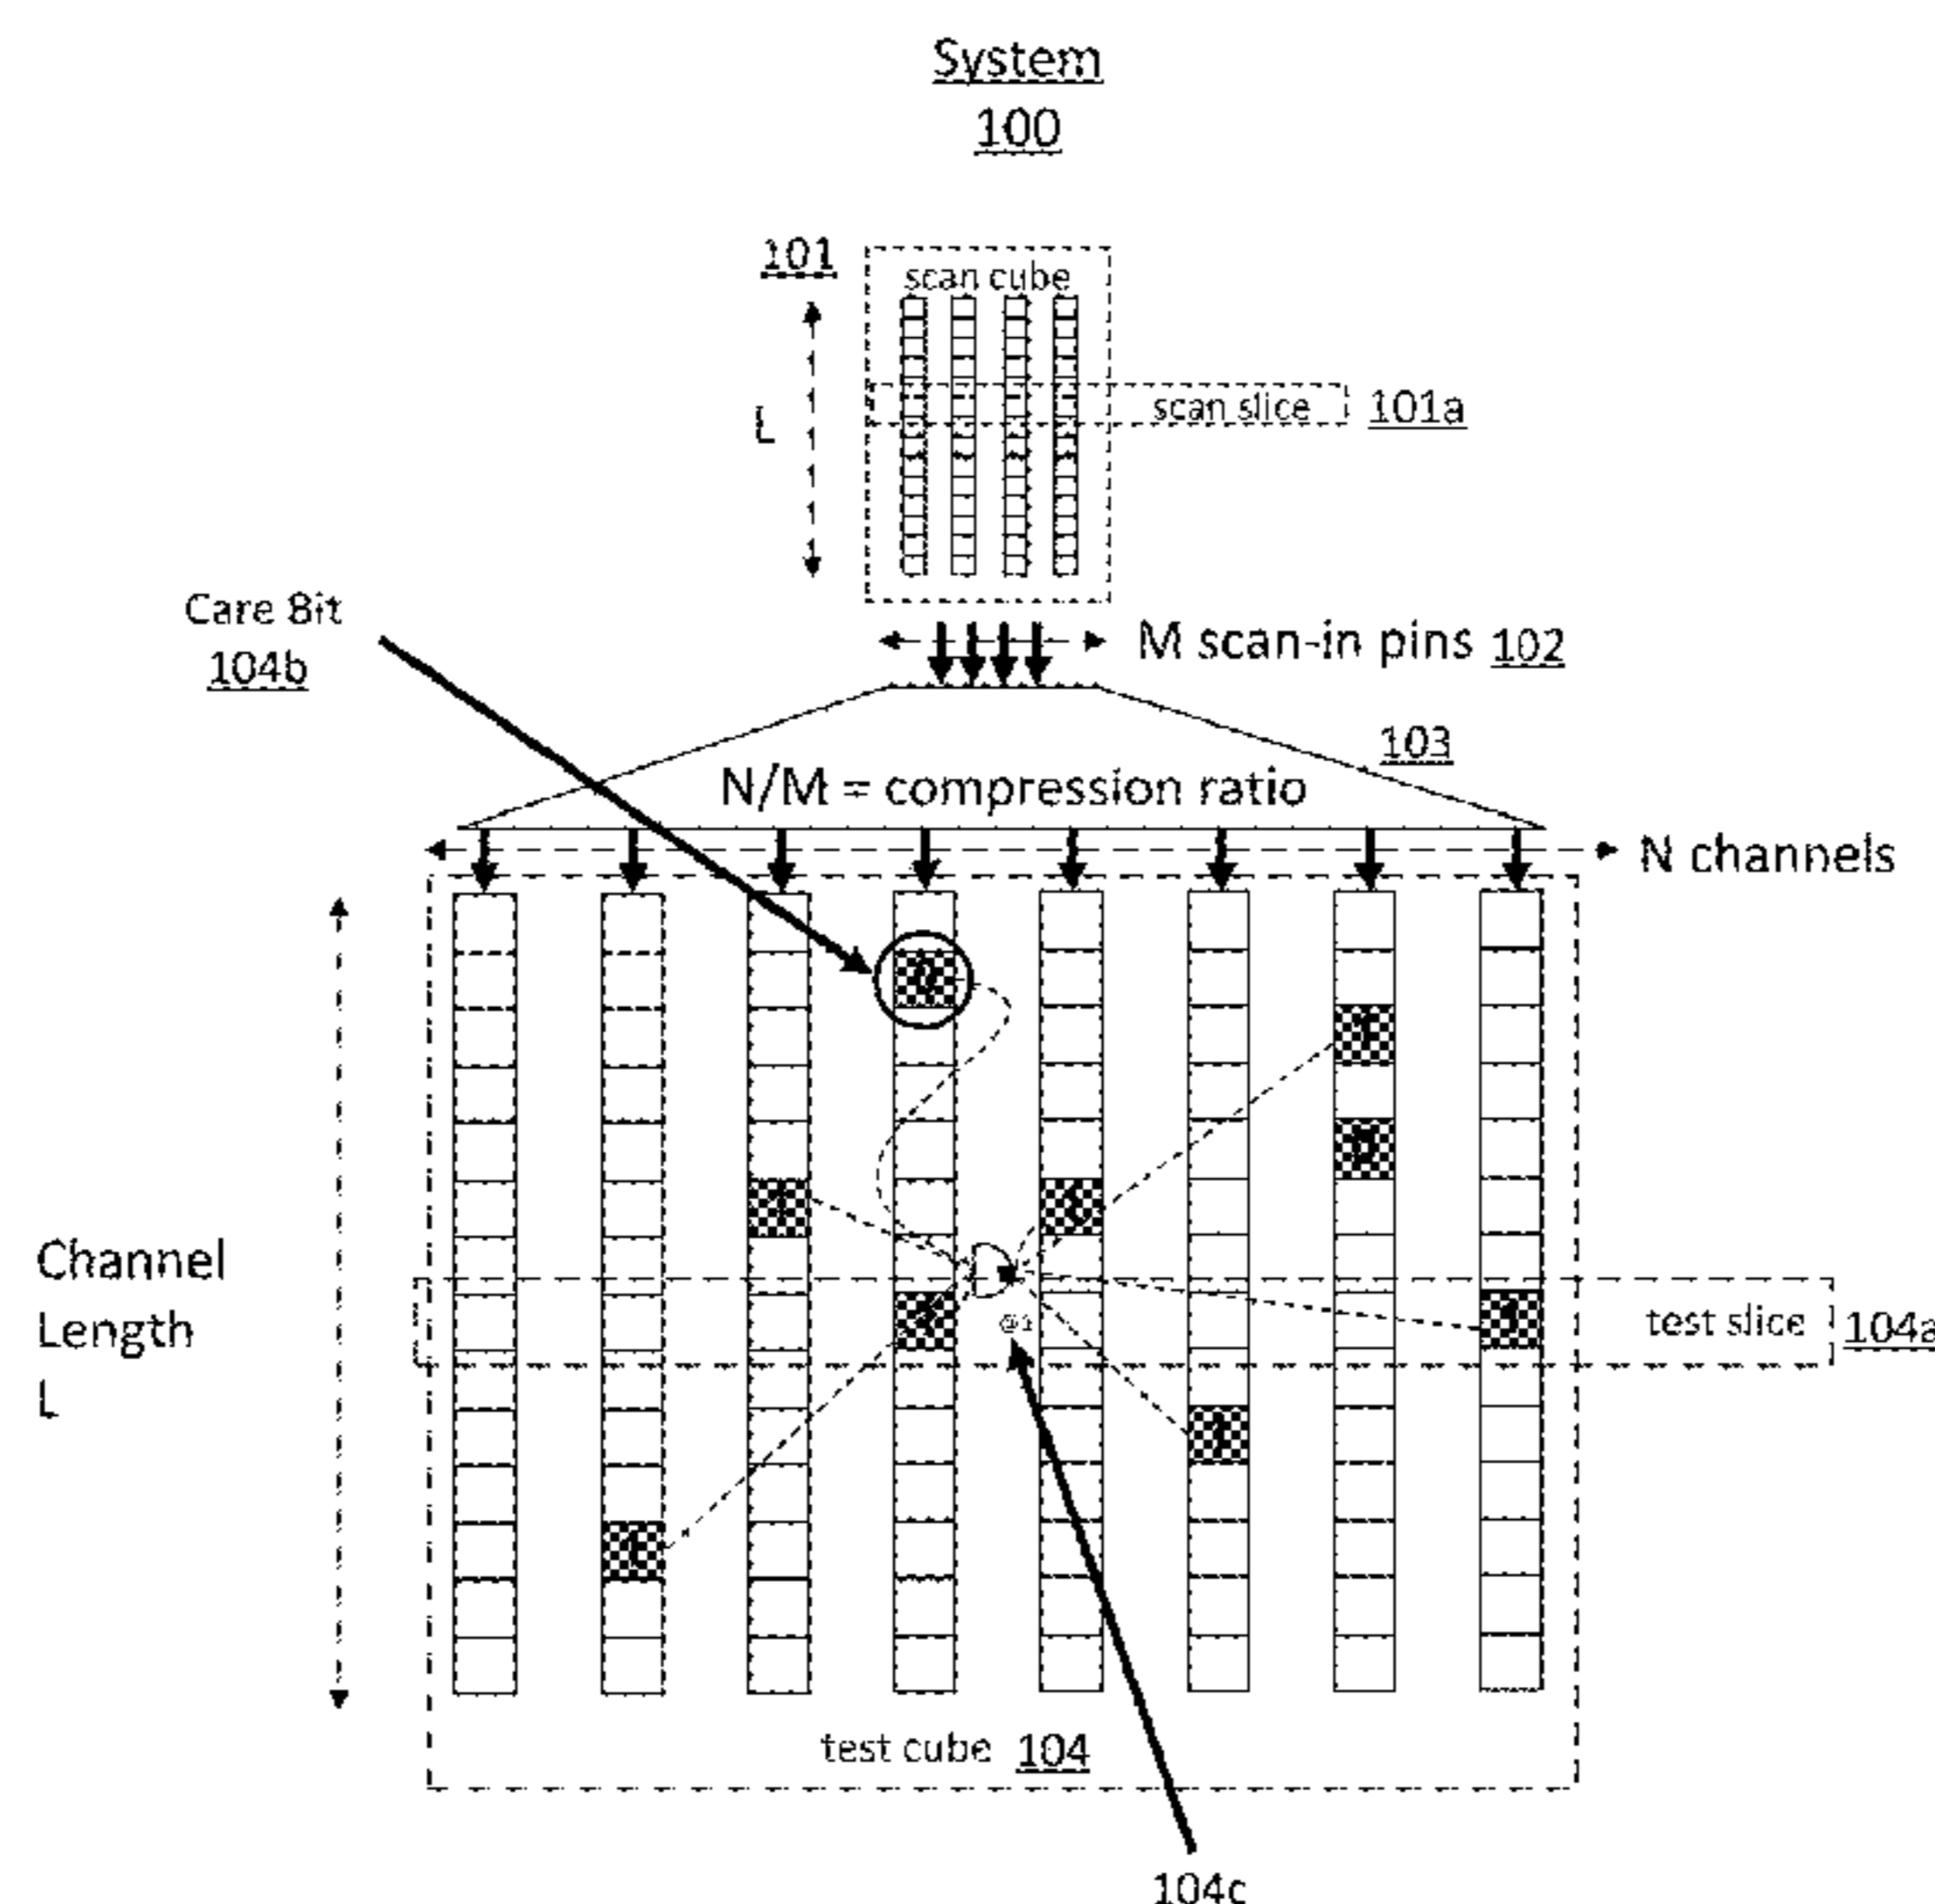 System
100
101
scan cube
L
scan slice 101a
Care Bit
104b
M scan-in pins 102
103
N/M = compression ratio
N channels
Channel
Length
L
test slice 104a
test cube 104
104c